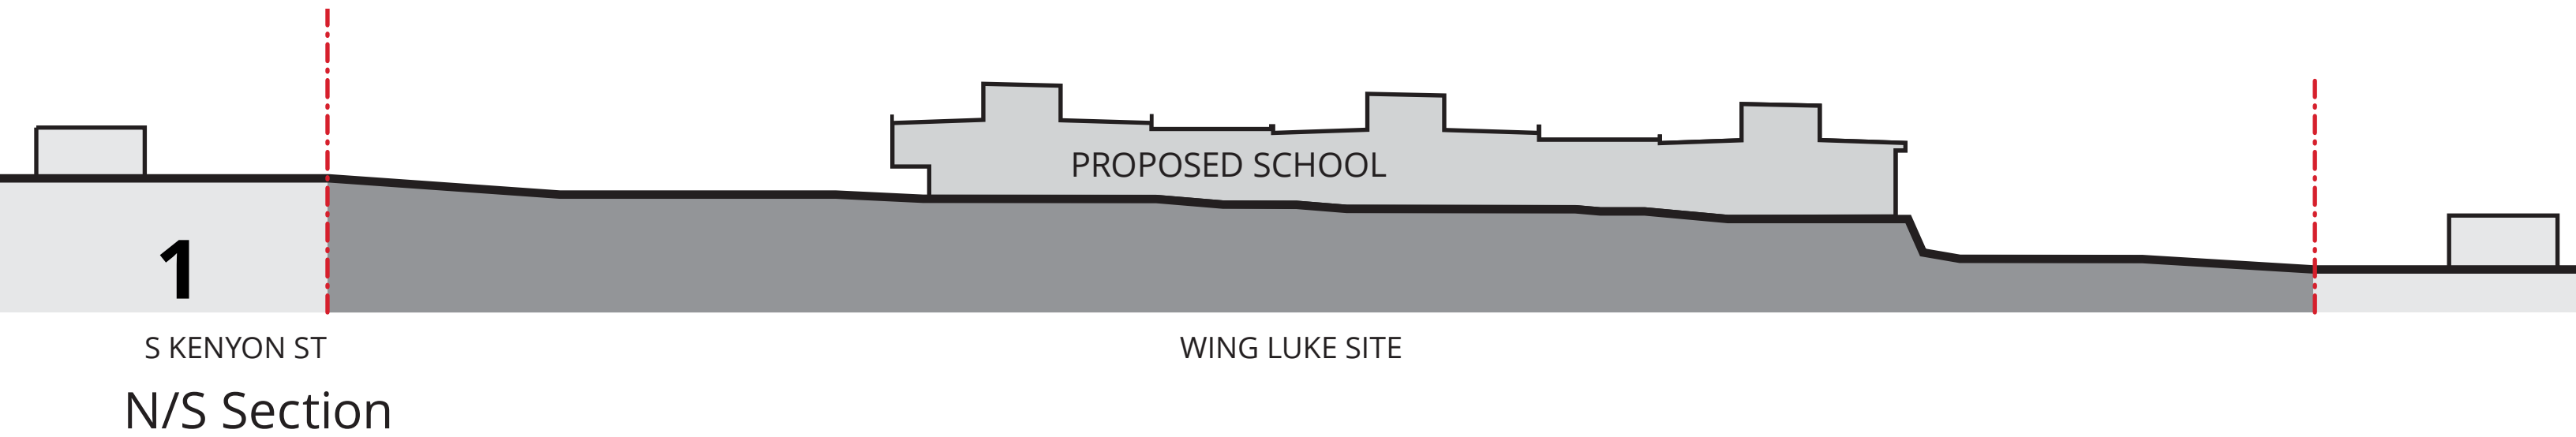 PROPOSED SCHOOL
1
S KENYON ST
WING LUKE SITE
N/S Section